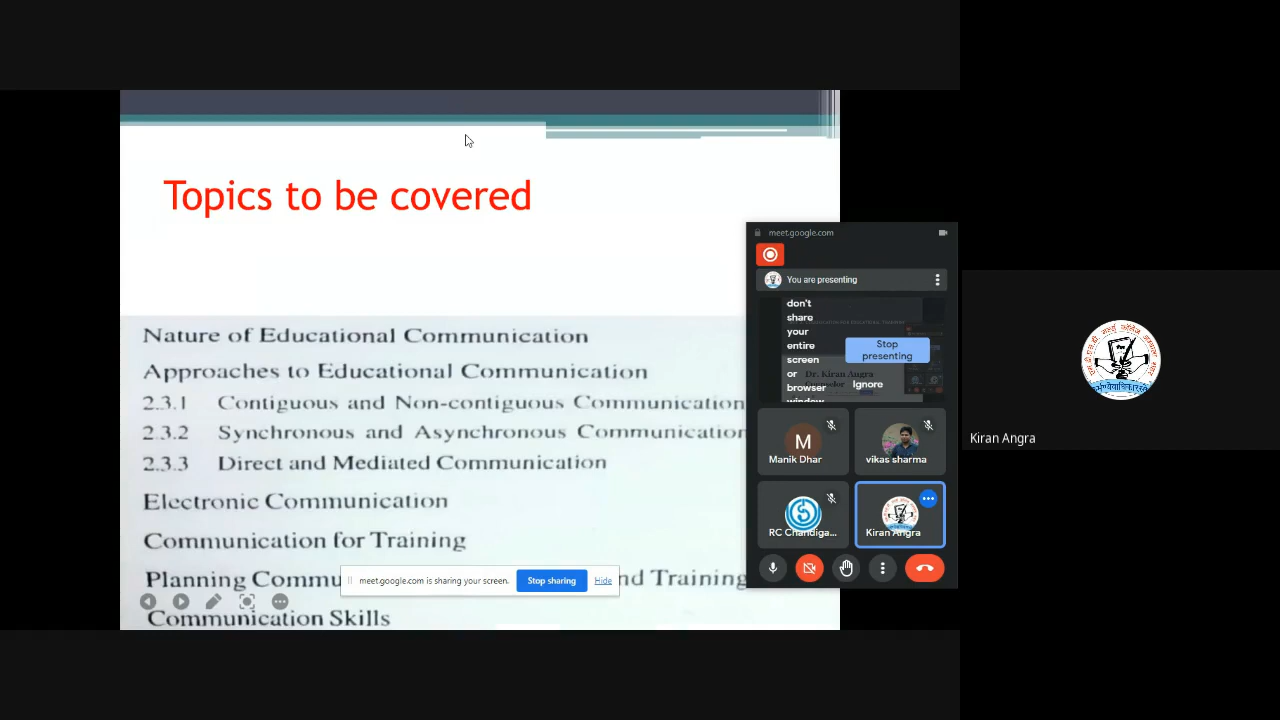 Topics to be covered
Nature of Educational Communication
Approaches to Educational Communication
2.3.1 Contiguous and Non-contiguous Communication
2.3.2 Synchronous and Asynchronous Communication
2.3.3 Direct and Mediated Communication
Electronic Communication
Communication for Training
Planning Commu nd Training
Communication Skills
meet.google.com is sharing your screen.
Stop sharing
Hide
meet.google.com
You are presenting
don't
share
your
entire
screen
or
browser
window
Stop
presenting
Ignore
Dr. Kiran Angra
M
Manik Dhar
vikas sharma
RC Chandiga...
Kiran Angra
Kiran Angra